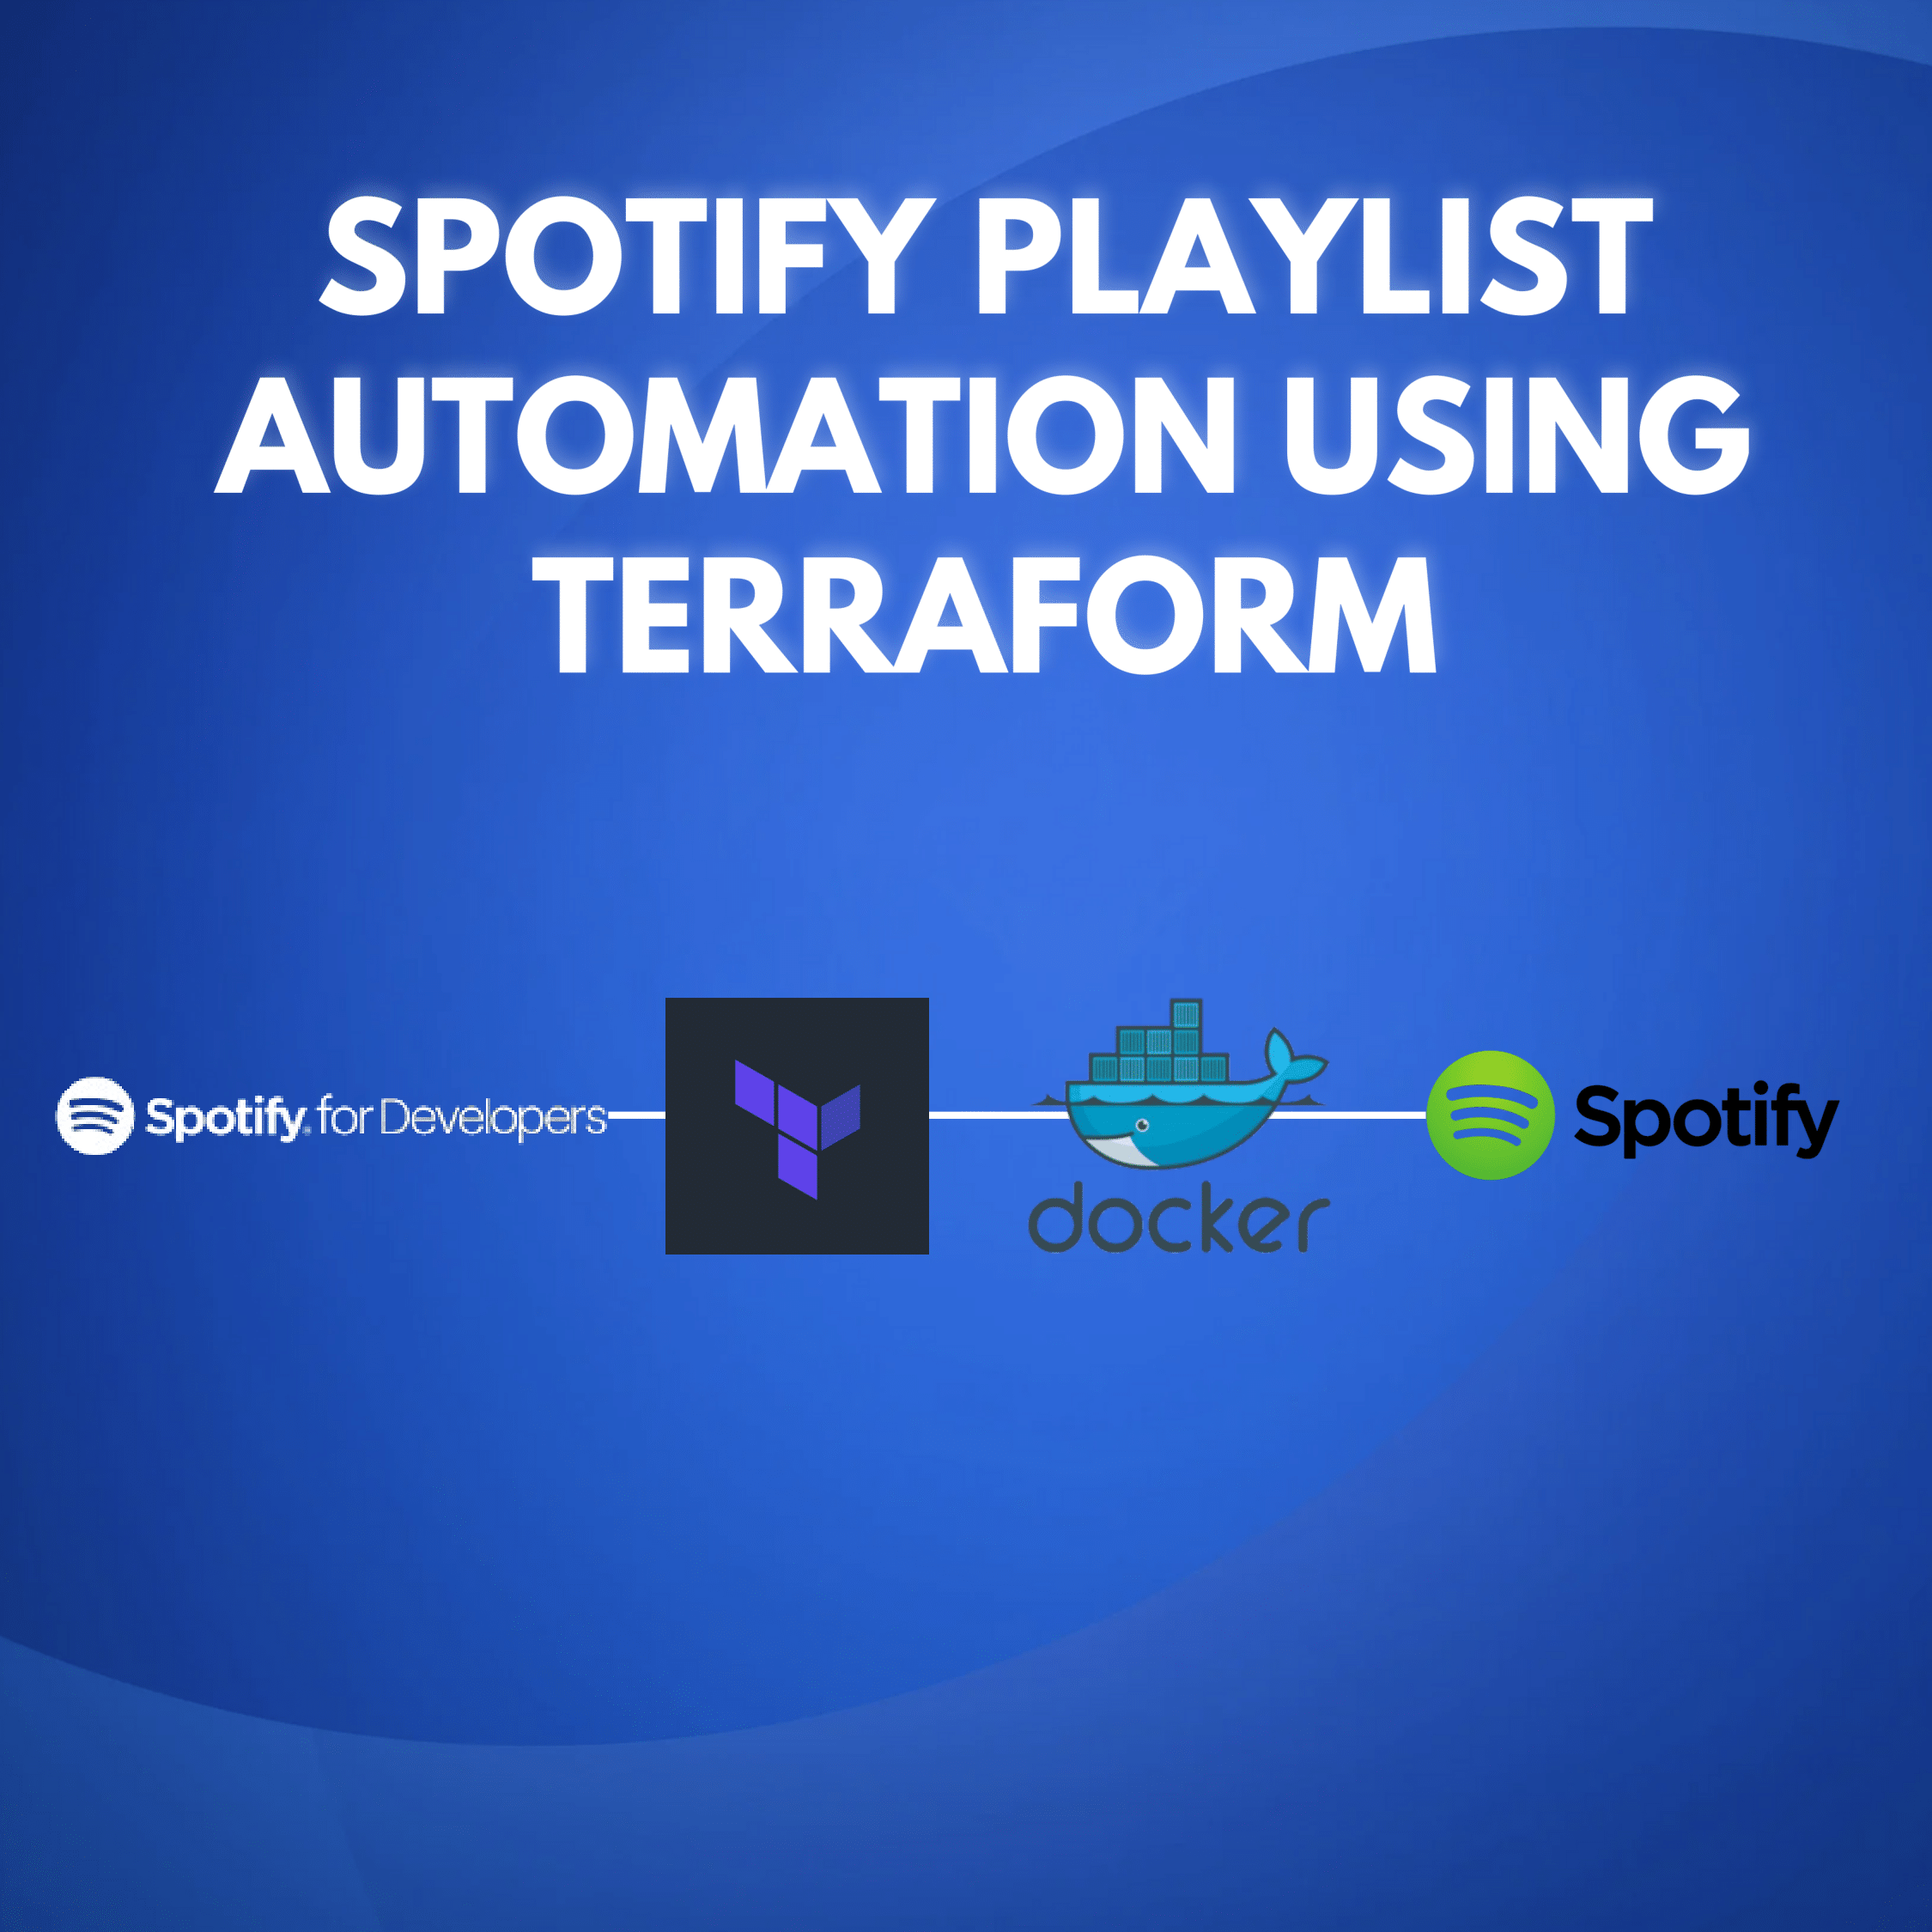 SPOTIFY PLAYLIST
AUTOMATION USING
TERRAFORM
Spotify for Developers
docker
Spotify